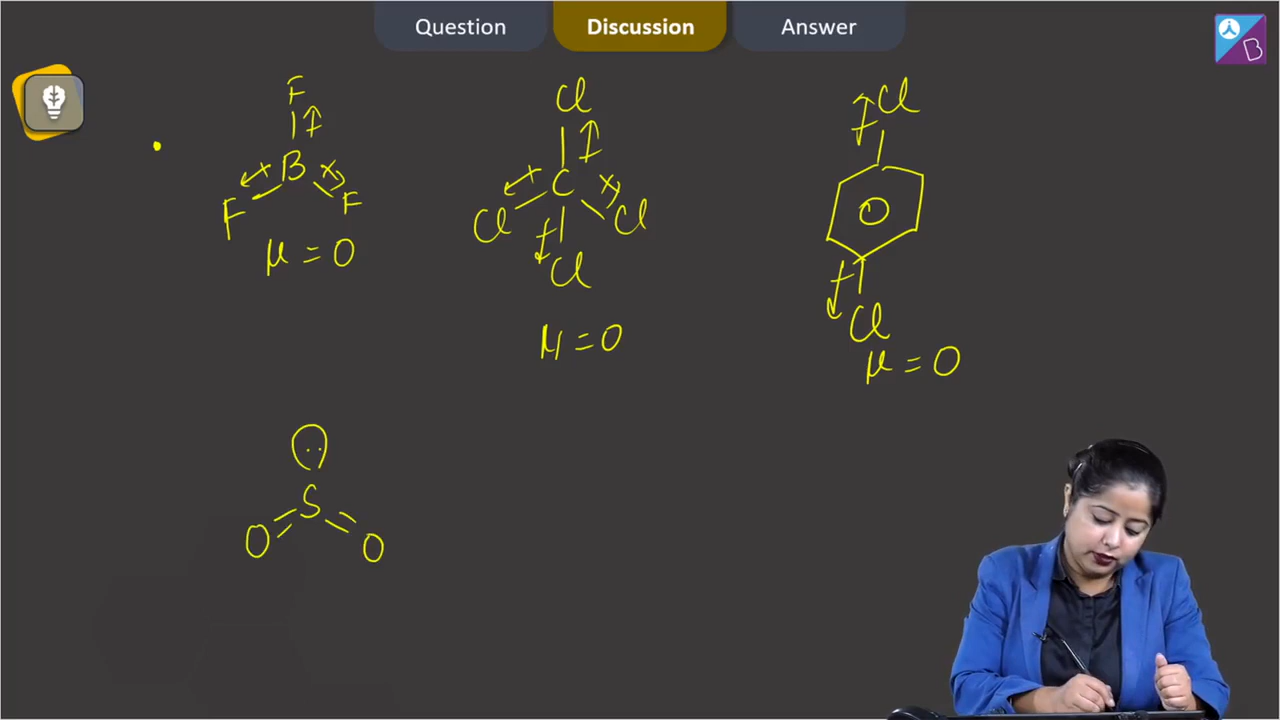 Question Discussion Answer
B
F
B
F F
μ = 0
Cl
C
Cl Cl
Cl
μ = 0
Cl
Cl
μ = 0
S
O O